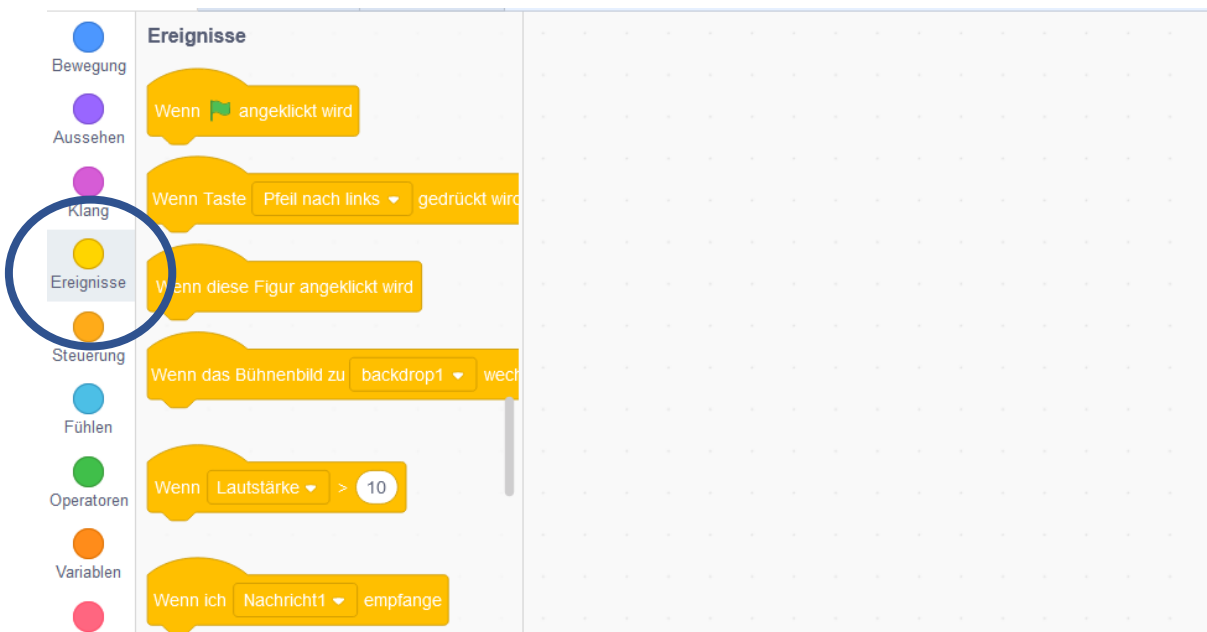 Bewegung
Aussehen
Klang
Ereignisse
Steuerung
Fühlen
Operatoren
Variablen
Ereignisse
Wenn angeklickt wird
Wenn Taste Pfeil nach links gedrückt wird
Wenn diese Figur angeklickt wird
Wenn das Bühnenbild zu backdrop1 wech
Wenn Lautstärke > 10
Wenn ich Nachricht1 empfange